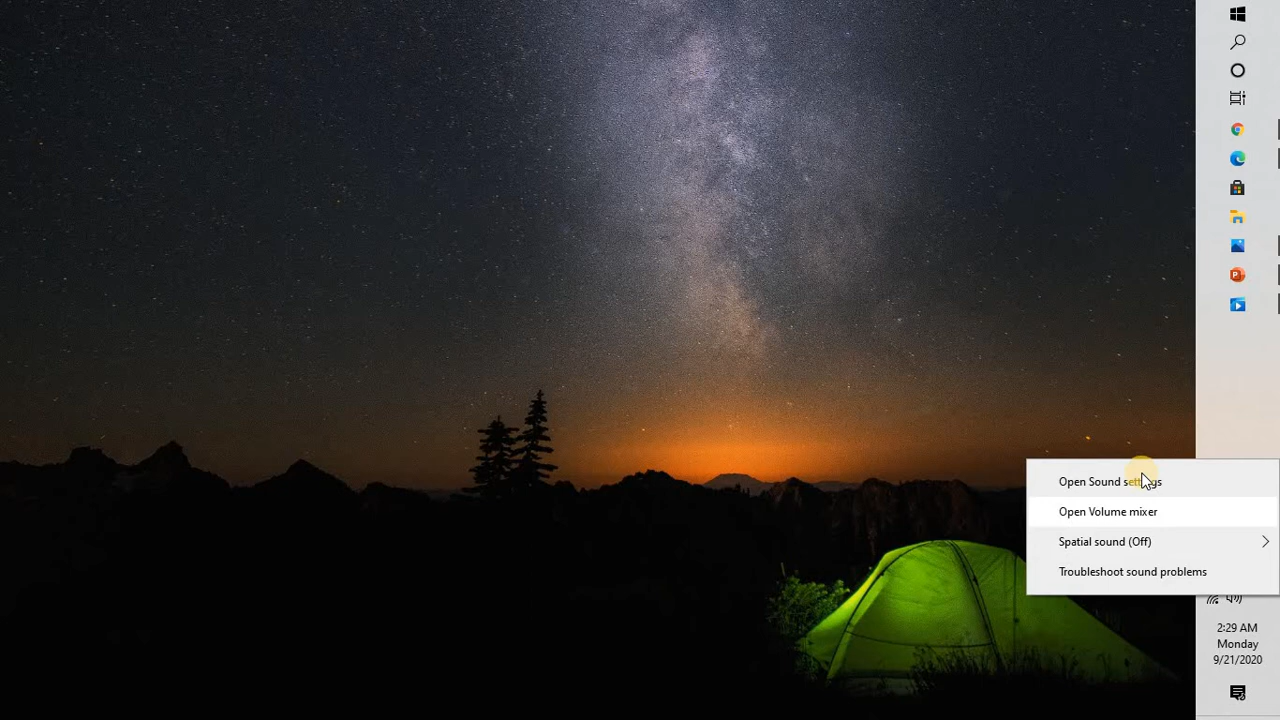 Open Sound settings
Open Volume mixer
Spatial sound (Off)
Troubleshoot sound problems
2:29 AM
Monday
9/21/2020